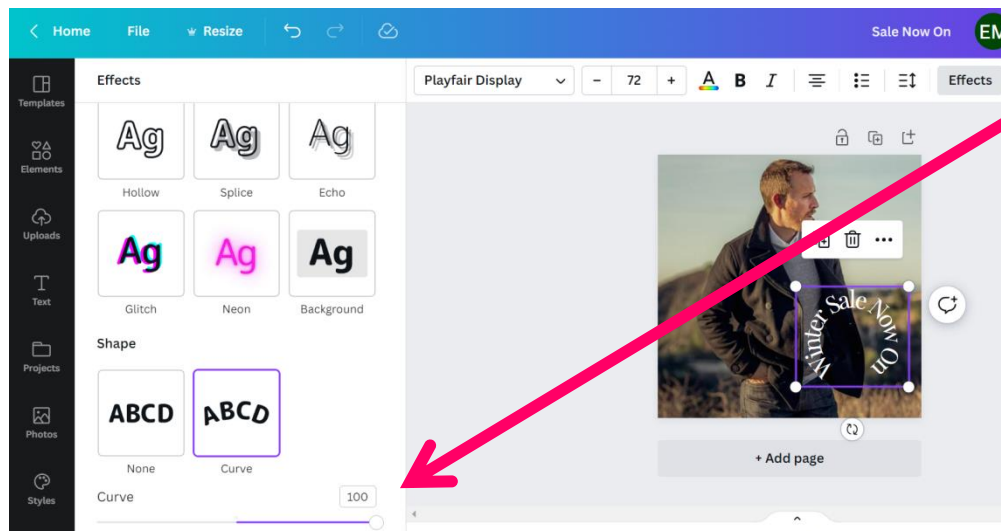 Home File Resize Sale Now On EM
Templates
Elements
Uploads
Text
Projects
Photos
Styles
Effects
Ag Ag Ag
Hollow Splice Echo
Ag Ag Ag
Glitch Neon Background
Shape
ABCD ABCD
None Curve
Curve 100
Playfair Display - 72 + A B I Effects
Winter Sale Now On
+ Add page